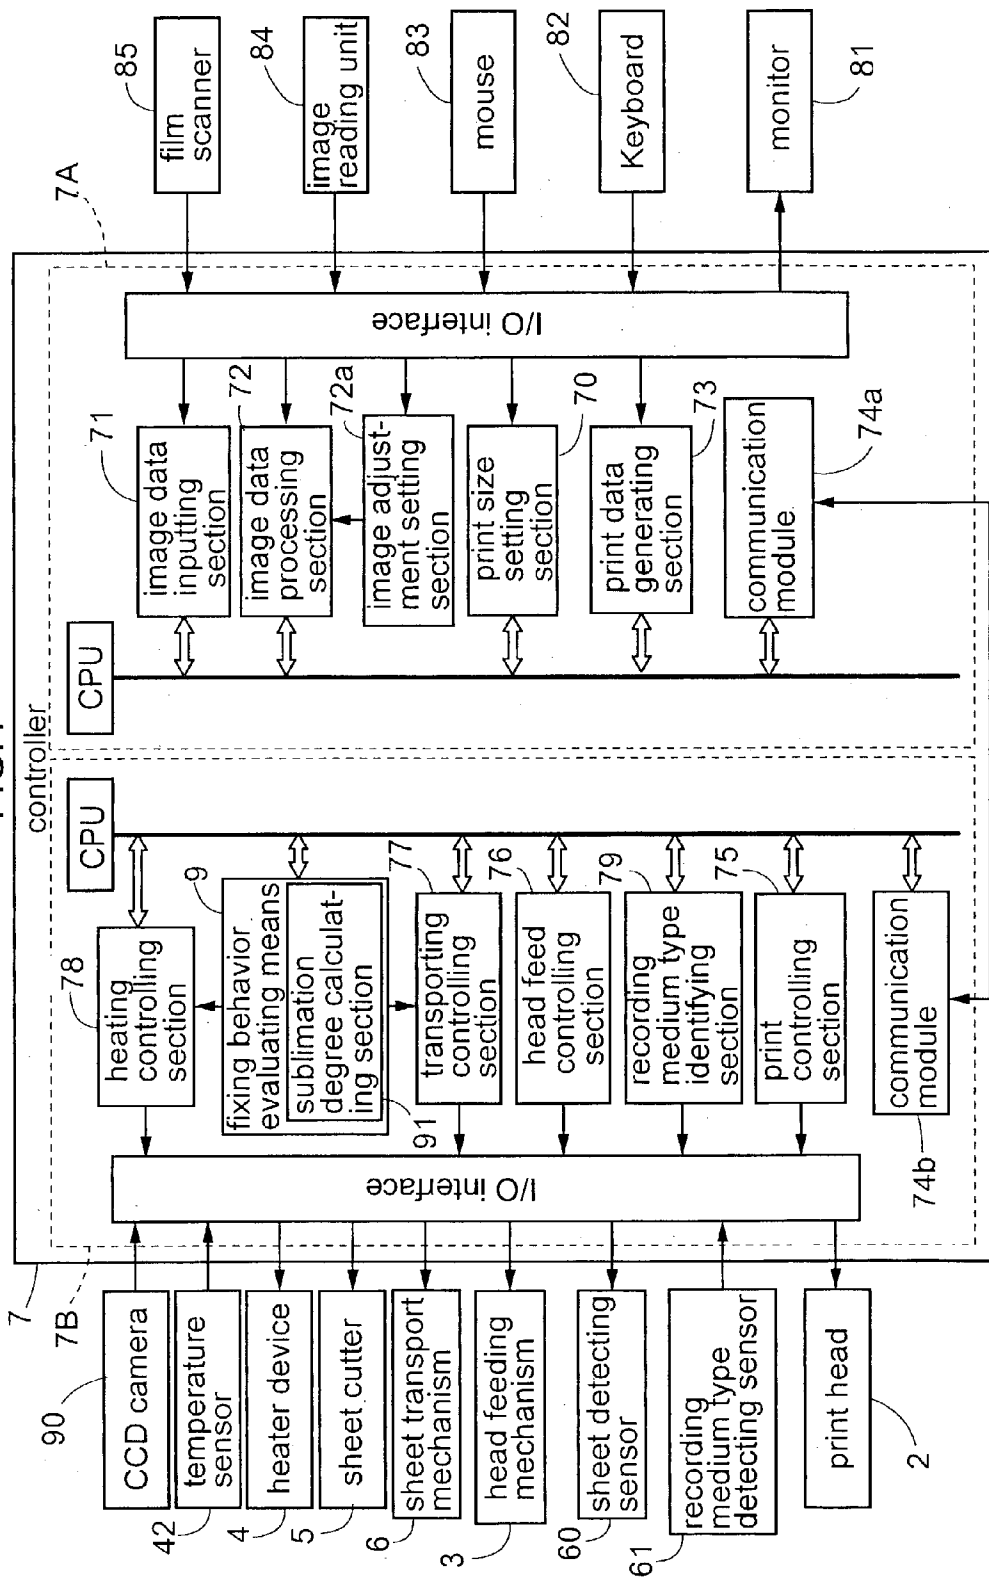 controller
7
7B
7A
90
CCD camera
temperature
sensor
42
heater device
4
sheet cutter
5
sheet transport
mechanism
6
head feeding
mechanism
3
sheet detecting
sensor
60
recording
medium type
detecting sensor
61
print head
2
I/O interface
78
heating
controlling
section
9
fixing behavior
evaluating means
sublimation
degree calculat-
ing section
91
77
transporting
controlling
section
76
head feed
controlling
section
79
recording
medium type
identifying
section
75
print
controlling
section
communication
module
74b
CPU
CPU
71
image data
inputting
section
72
image data
processing
section
72a
image adjust-
ment setting
section
print size
setting
section
70
print data
generating
section
73
communication
module
74a
I/O interface
85
film
scanner
84
image
reading unit
83
mouse
82
Keyboard
monitor
81